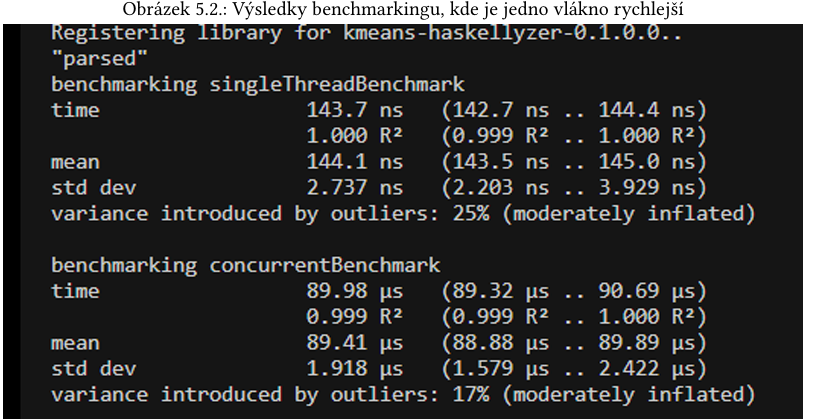 Obrázek 5.2.: Výsledky benchmarkingu, kde je jedno vlákno rychlejší
Registering library for kmeans-haskellyzer-0.1.0.0..
"parsed"
benchmarking singleThreadBenchmark
time 143.7 ns (142.7 ns .. 144.4 ns)
1.000 R² (0.999 R² .. 1.000 R²)
mean 144.1 ns (143.5 ns .. 145.0 ns)
std dev 2.737 ns (2.203 ns .. 3.929 ns)
variance introduced by outliers: 25% (moderately inflated)
benchmarking concurrentBenchmark
time 89.98 μs (89.32 μs .. 90.69 μs)
0.999 R² (0.999 R² .. 1.000 R²)
mean 89.41 μs (88.88 μs .. 89.89 μs)
std dev 1.918 μs (1.579 μs .. 2.422 μs)
variance introduced by outliers: 17% (moderately inflated)